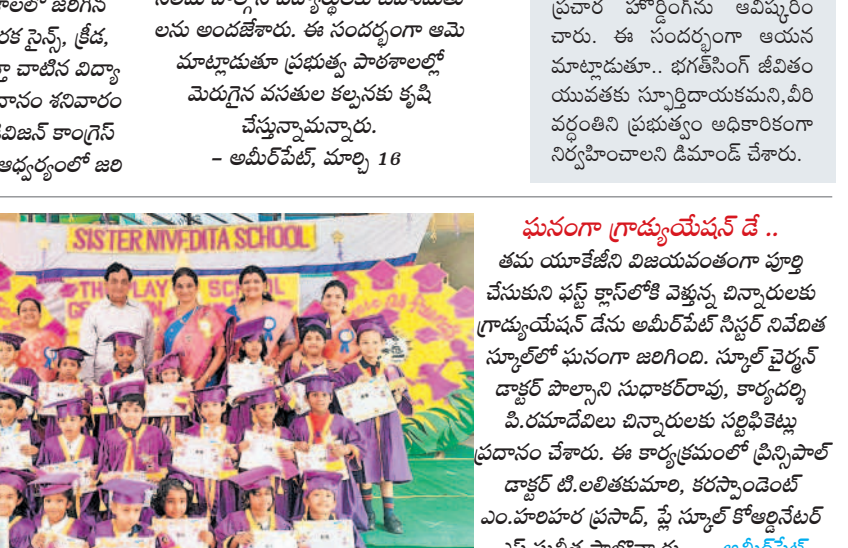 లలో జరిగిన
రక సైన్స్, క్రీడ,
చాటిన విద్యా
దానం శనివారం
డివిజన్ కాంగ్రెస్
ఆధ్వర్యంలో జరి
లను అందజేశారు. ఈ సందర్భంగా ఆమె
మాట్లాడుతూ ప్రభుత్వ పాఠశాలల్లో
మెరుగైన వసతుల కల్పనకు కృషి
చేస్తున్నామన్నారు.
– అమీర్‌పేట్, మార్చి 16
ప్రచార హోర్డింగ్‌ను ఆవిష్కరిం
చారు. ఈ సందర్భంగా ఆయన
మాట్లాడుతూ.. భగత్‌సింగ్ జీవితం
యువతకు స్ఫూర్తిదాయకమని,వీరి
వర్ధంతిని ప్రభుత్వం అధికారికంగా
నిర్వహించాలని డిమాండ్ చేశారు.
SISTER NIVEDITA SCHOOL
PLAY SCHOOL
ఘనంగా గ్రాడ్యుయేషన్ డే ..
తమ యూకేజీని విజయవంతంగా పూర్తి
చేసుకుని ఫస్ట్ క్లాస్‌లోకి వెళ్తున్న చిన్నారులకు
గ్రాడ్యుయేషన్ డేను అమీర్‌పేట్ సిస్టర్ నివేదిత
స్కూల్‌లో ఘనంగా జరిగింది. స్కూల్ చైర్మన్
డాక్టర్ పొల్సాని సుధాకర్‌రావు, కార్యదర్శి
పి.రమాదేవిలు చిన్నారులకు సర్టిఫికెట్లు
ప్రదానం చేశారు. ఈ కార్యక్రమంలో ప్రిన్సిపాల్
డాక్టర్ టి.లలితకుమారి, కరస్పాండెంట్
ఎం.హరిహర ప్రసాద్, ప్లే స్కూల్ కోఆర్డినేటర్